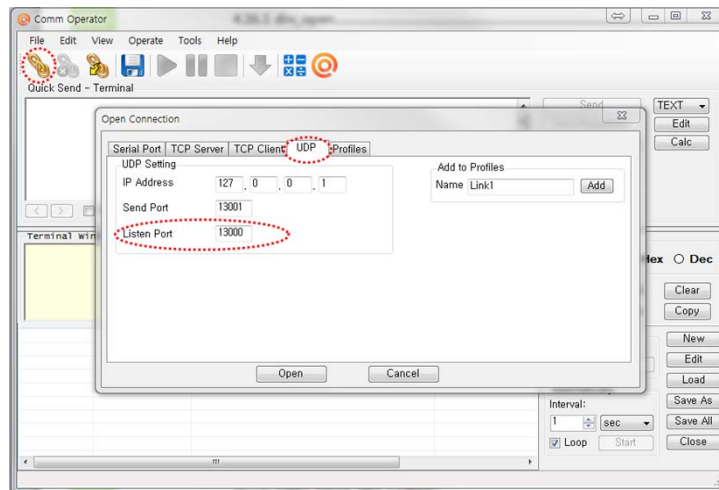 Comm Operator
File Edit View Operate Tools Help
Quick Send - Terminal
Send
TEXT
Edit
Calc
Open Connection
Serial Port TCP Server TCP Client UDP Profiles
UDP Setting
IP Address 127 . 0 . 0 . 1
Send Port 13001
Listen Port 13000
Add to Profiles
Name Link1 Add
Open Cancel
Terminal Win
Hex Dec
Clear
Copy
New
Edit
Load
Save As
Save All
Close
Interval:
1 sec
Loop Start